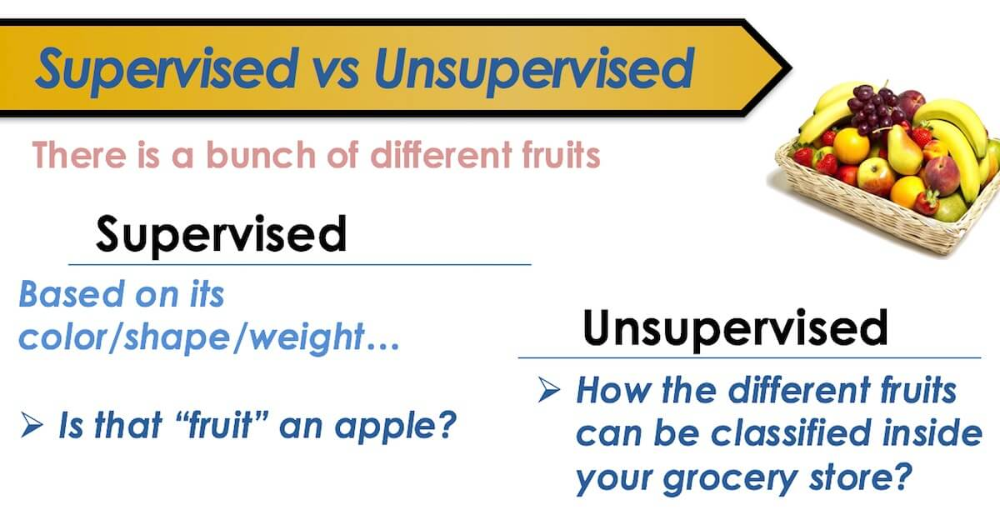 Supervised vs Unsupervised
There is a bunch of different fruits
Supervised
Based on its
color/shape/weight...
➢ Is that “fruit” an apple?
Unsupervised
➢ How the different fruits
can be classified inside
your grocery store?